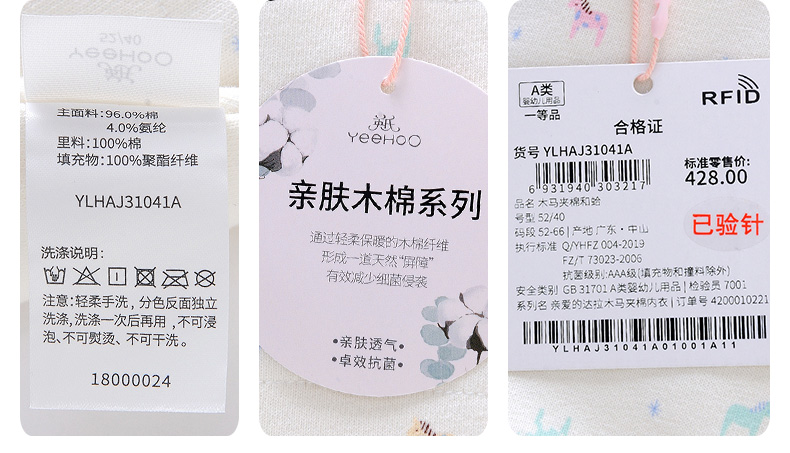 52/40
YeeHOO
英氏
主面料:96.0%棉
4.0%氨纶
里料:100%棉
填充物:100%聚酯纤维
YLHAJ31041A
洗涤说明:
注意:轻柔手洗,分色反面独立
洗涤,洗涤一次后再用,不可浸
泡、不可熨烫、不可干洗。
18000024
英氏
YeeHOO
亲肤木棉系列
通过轻柔保暖的木棉纤维
形成一道天然"屏障"
有效减少细菌侵袭
•亲肤透气•
•卓效抗菌•
A类
婴幼儿用品
一等品
RFID
合格证
货号 YLHAJ31041A
6 931940 303217
标准零售价:
428.00
品名 木马夹棉和蛤
号型 52/40
码段 52-66 | 产地 广东·中山
已验针
执行标准 Q/YHFZ 004-2019
FZ/T 73023-2006
抗菌级别:AAA级(填充物和撞料除外)
安全类别 GB 31701 A类婴幼儿用品 | 检验员 7001
系列名 亲爱的达拉木马夹棉内衣 | 订单号 4200010221
YLHAJ31041A01001A11